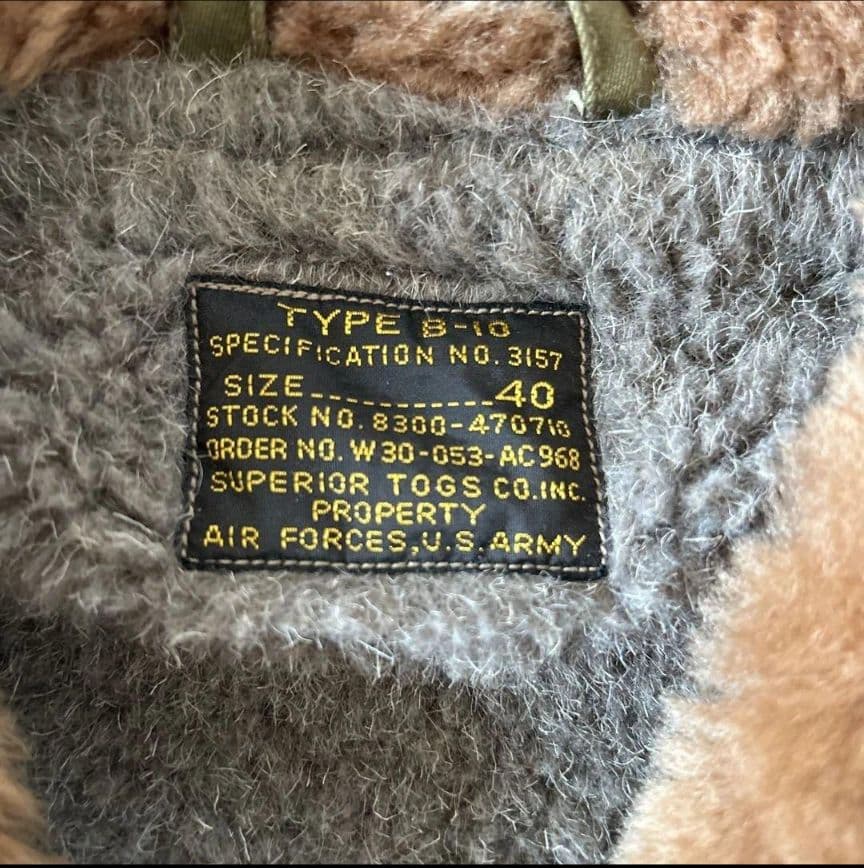 TYPE B-10
SPECIFICATION NO. 3157
SIZE.............40
STOCK NO. 8300-470710
ORDER NO. W30-053-AC968
SUPERIOR TOGS CO.INC.
PROPERTY
AIR FORCES,U.S.ARMY